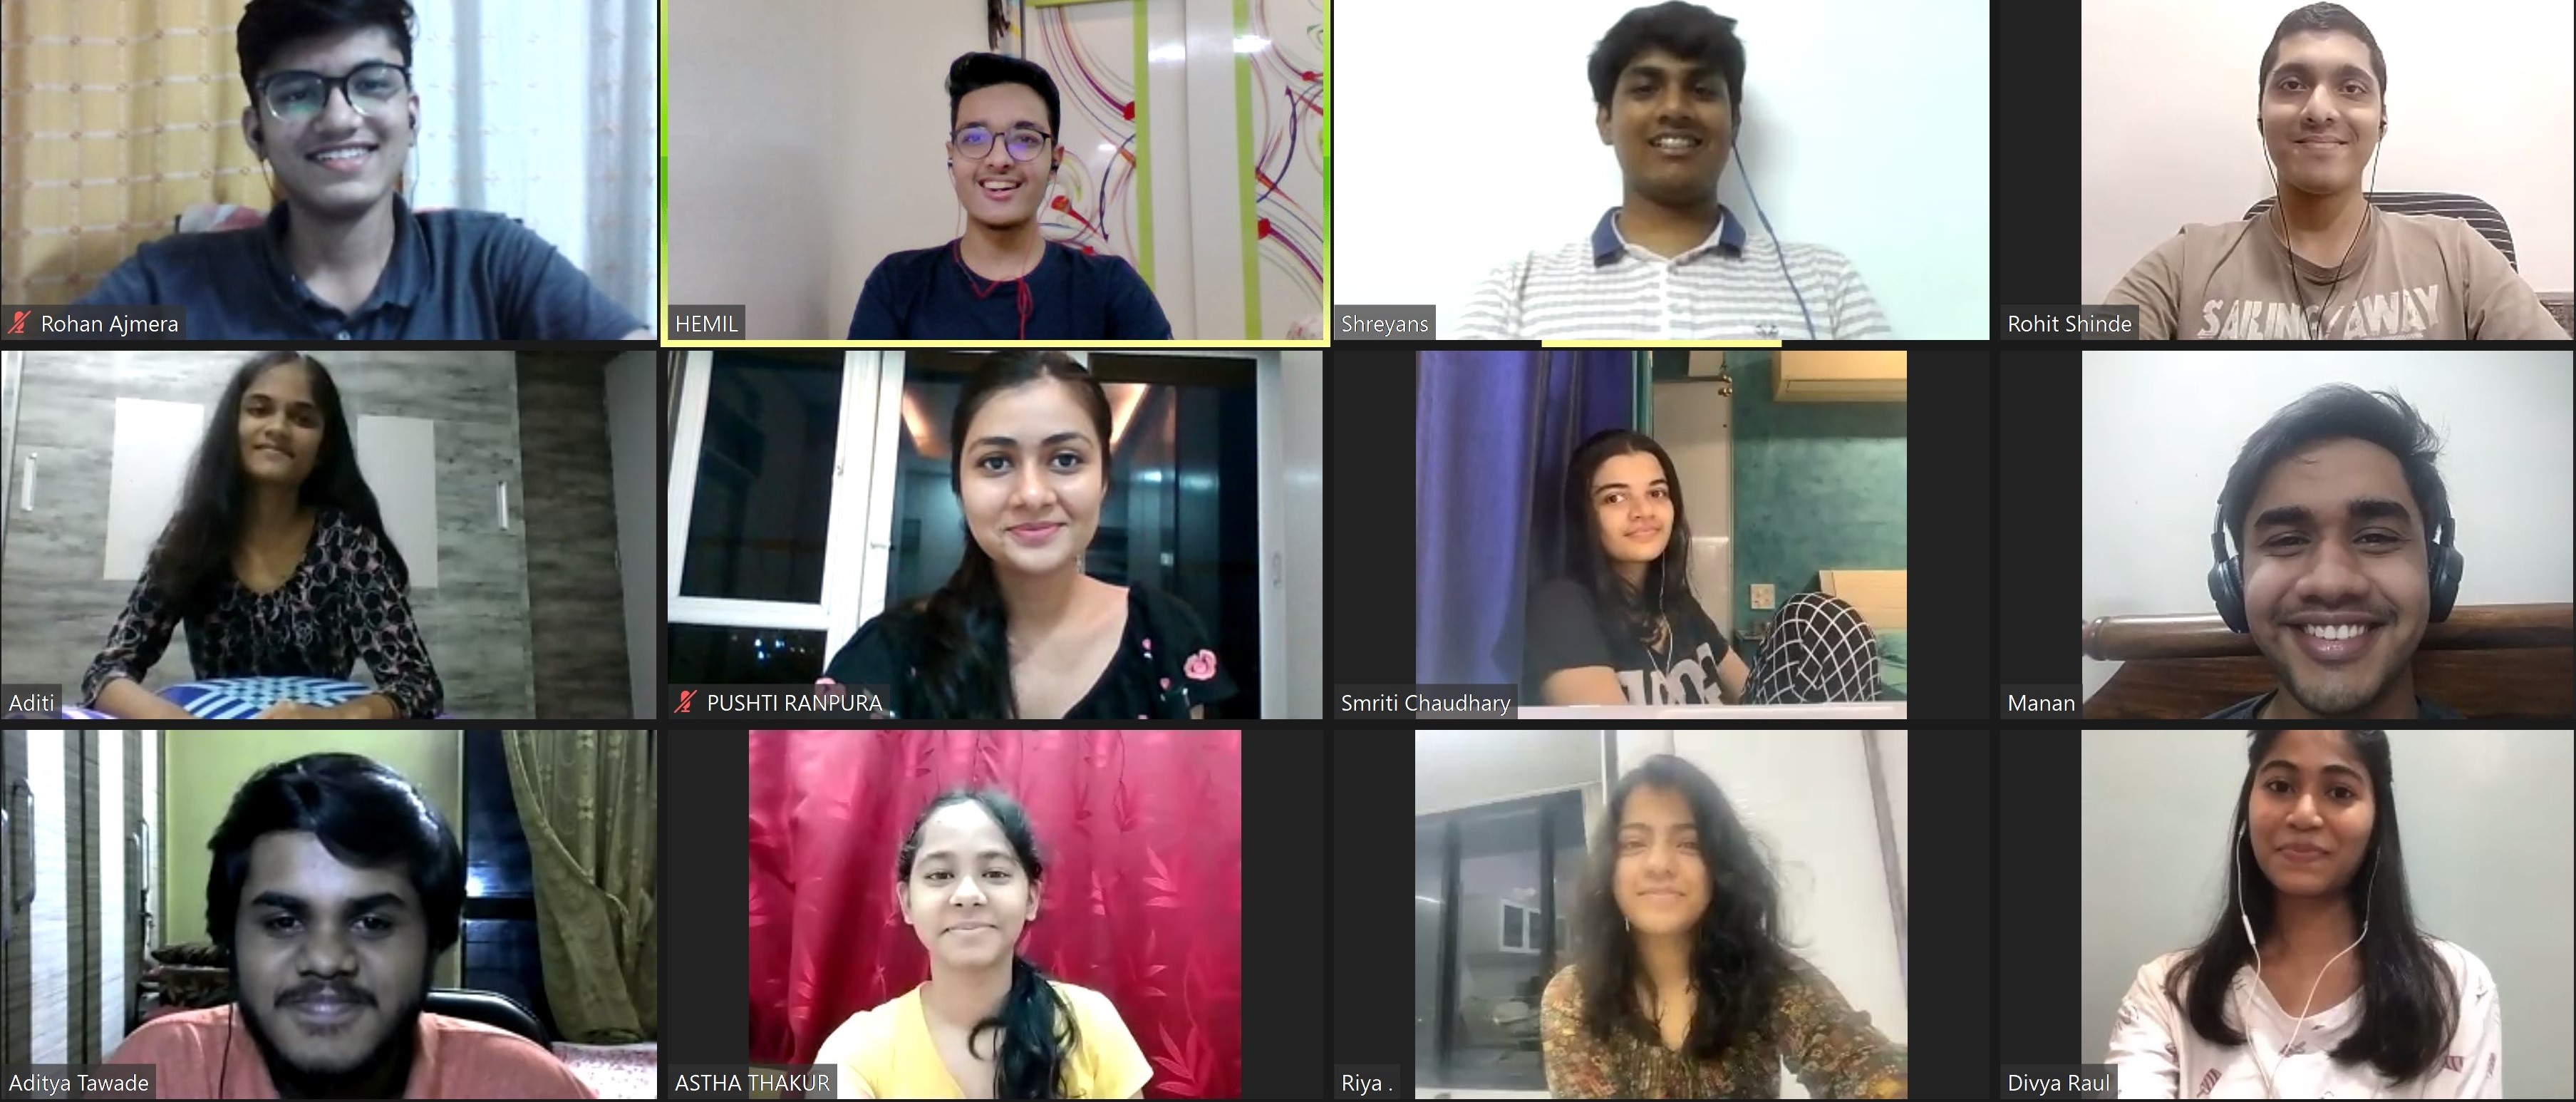 Rohan Ajmera
HEMIL
Shreyans
Rohit Shinde
SAILING AWAY
Aditi
PUSHTI RANPURA
Smriti Chaudhary
Manan
Aditya Tawade
ASTHA THAKUR
Riya .
Divya Raul